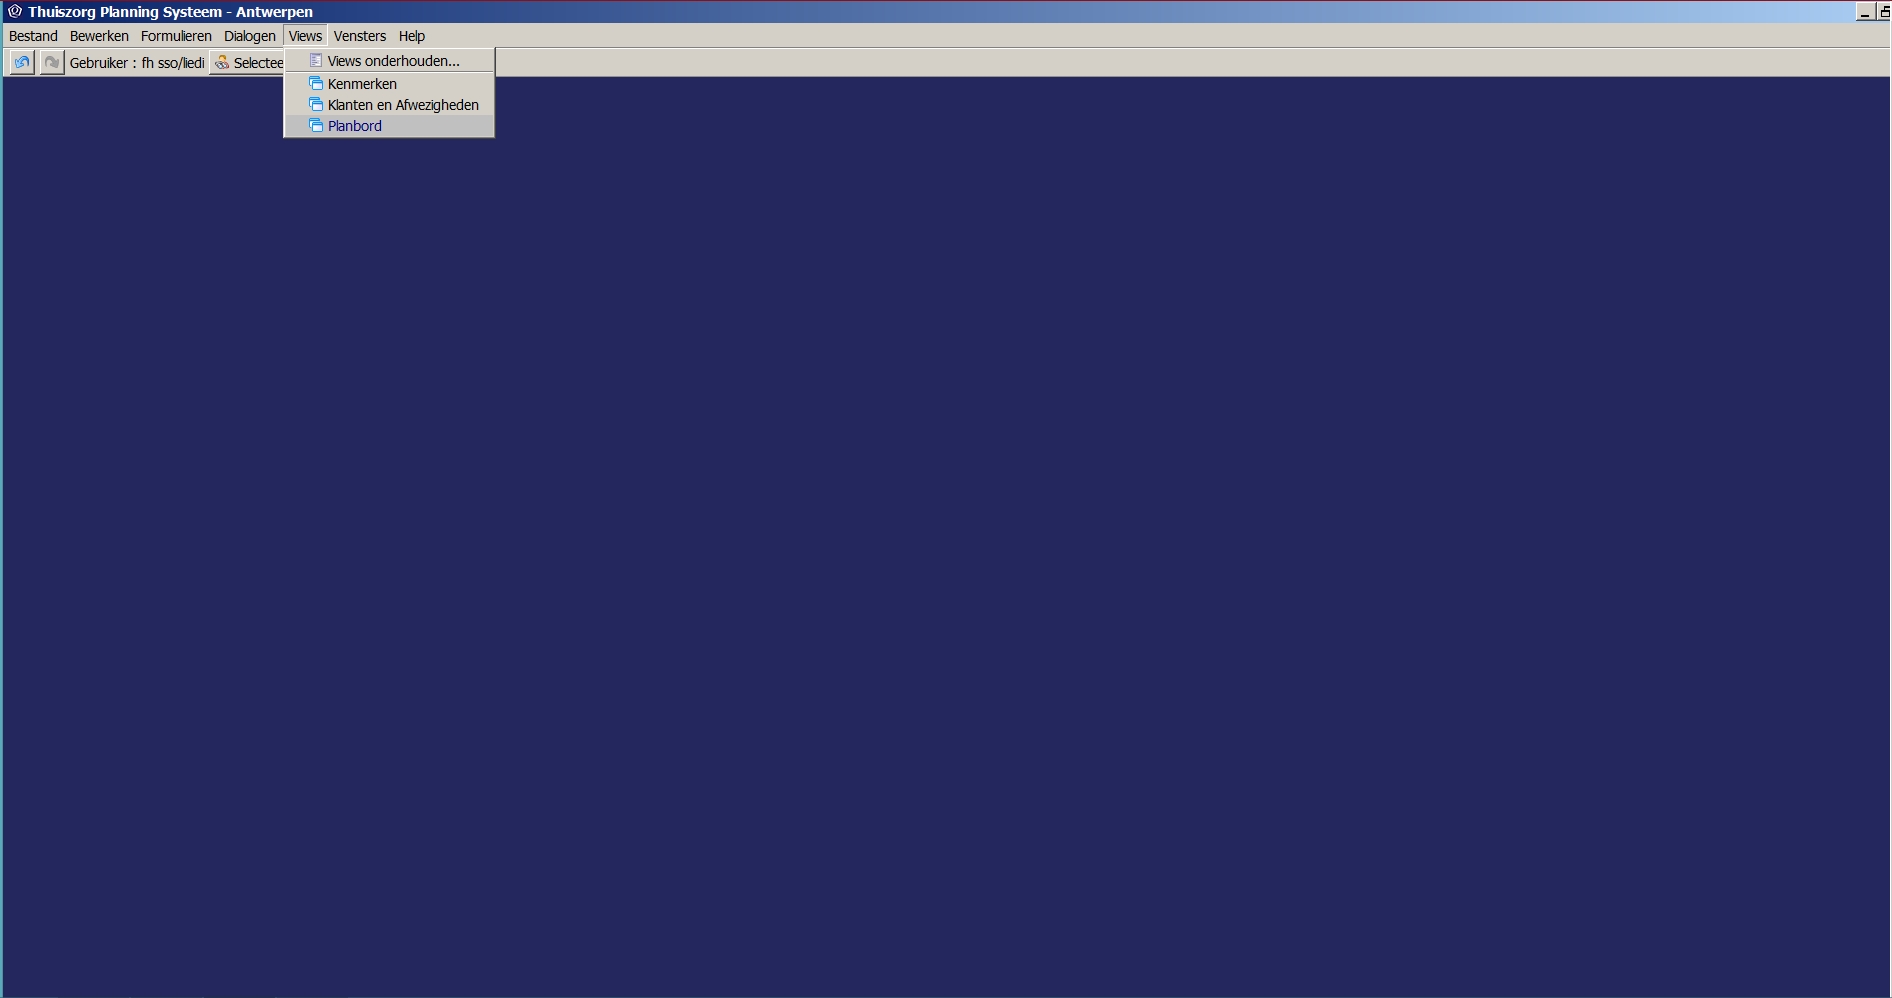 Thuiszorg Planning Systeem - Antwerpen
Bestand Bewerken Formulieren Dialogen Views Vensters Help
Gebruiker : fh sso/liedi Selectee
Views onderhouden...
Kenmerken
Klanten en Afwezigheden
Planbord